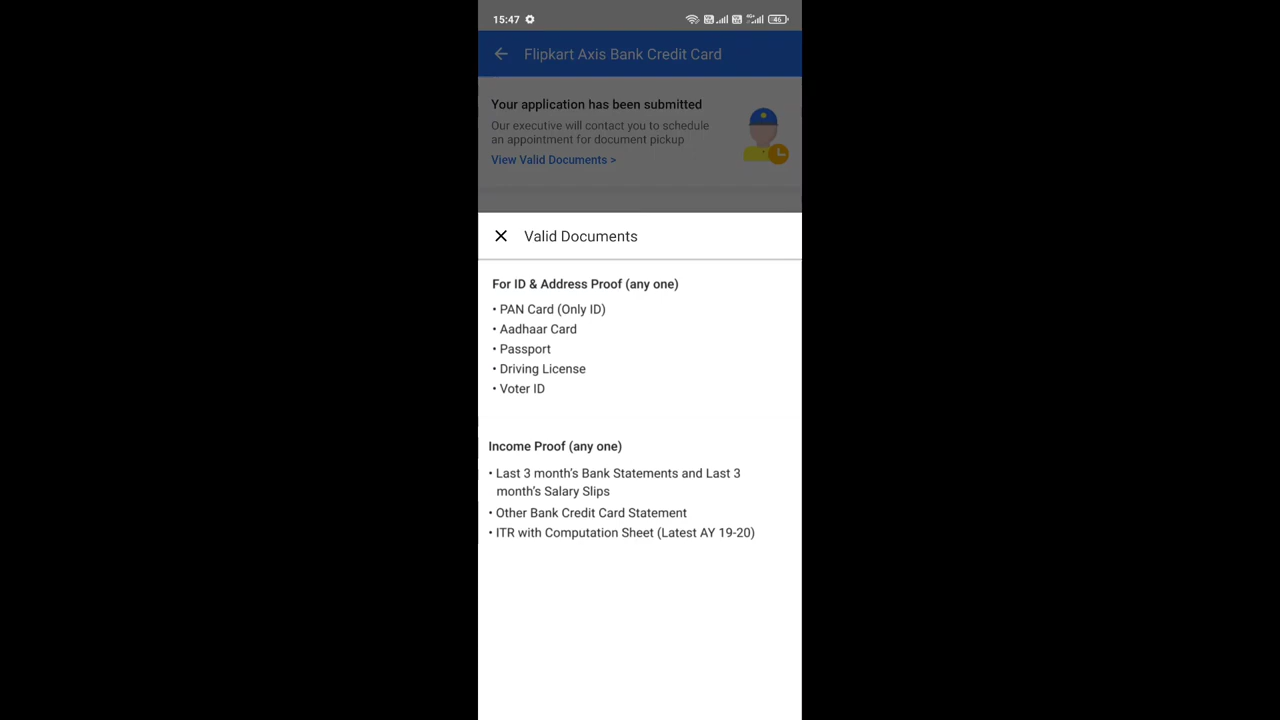 15:47
46
Flipkart Axis Bank Credit Card
Your application has been submitted
Our executive will contact you to schedule
an appointment for document pickup
View Valid Documents >
Valid Documents
For ID & Address Proof (any one)
• PAN Card (Only ID)
• Aadhaar Card
• Passport
• Driving License
• Voter ID
Income Proof (any one)
• Last 3 month's Bank Statements and Last 3
month's Salary Slips
• Other Bank Credit Card Statement
• ITR with Computation Sheet (Latest AY 19-20)